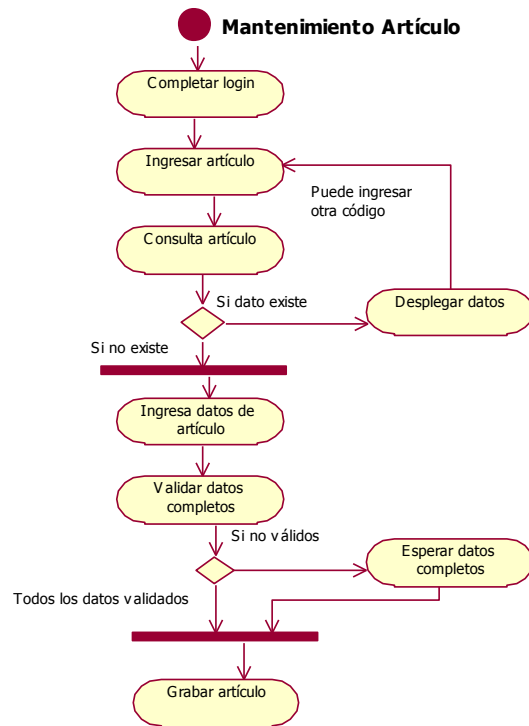 Mantenimiento Artículo
Completar login
Ingresar artículo
Puede ingresar
otra código
Consulta artículo
Si dato existe
Desplegar datos
Si no existe
Ingresa datos de
artículo
Validar datos
completos
Si no válidos
Esperar datos
completos
Todos los datos validados
Grabar artículo